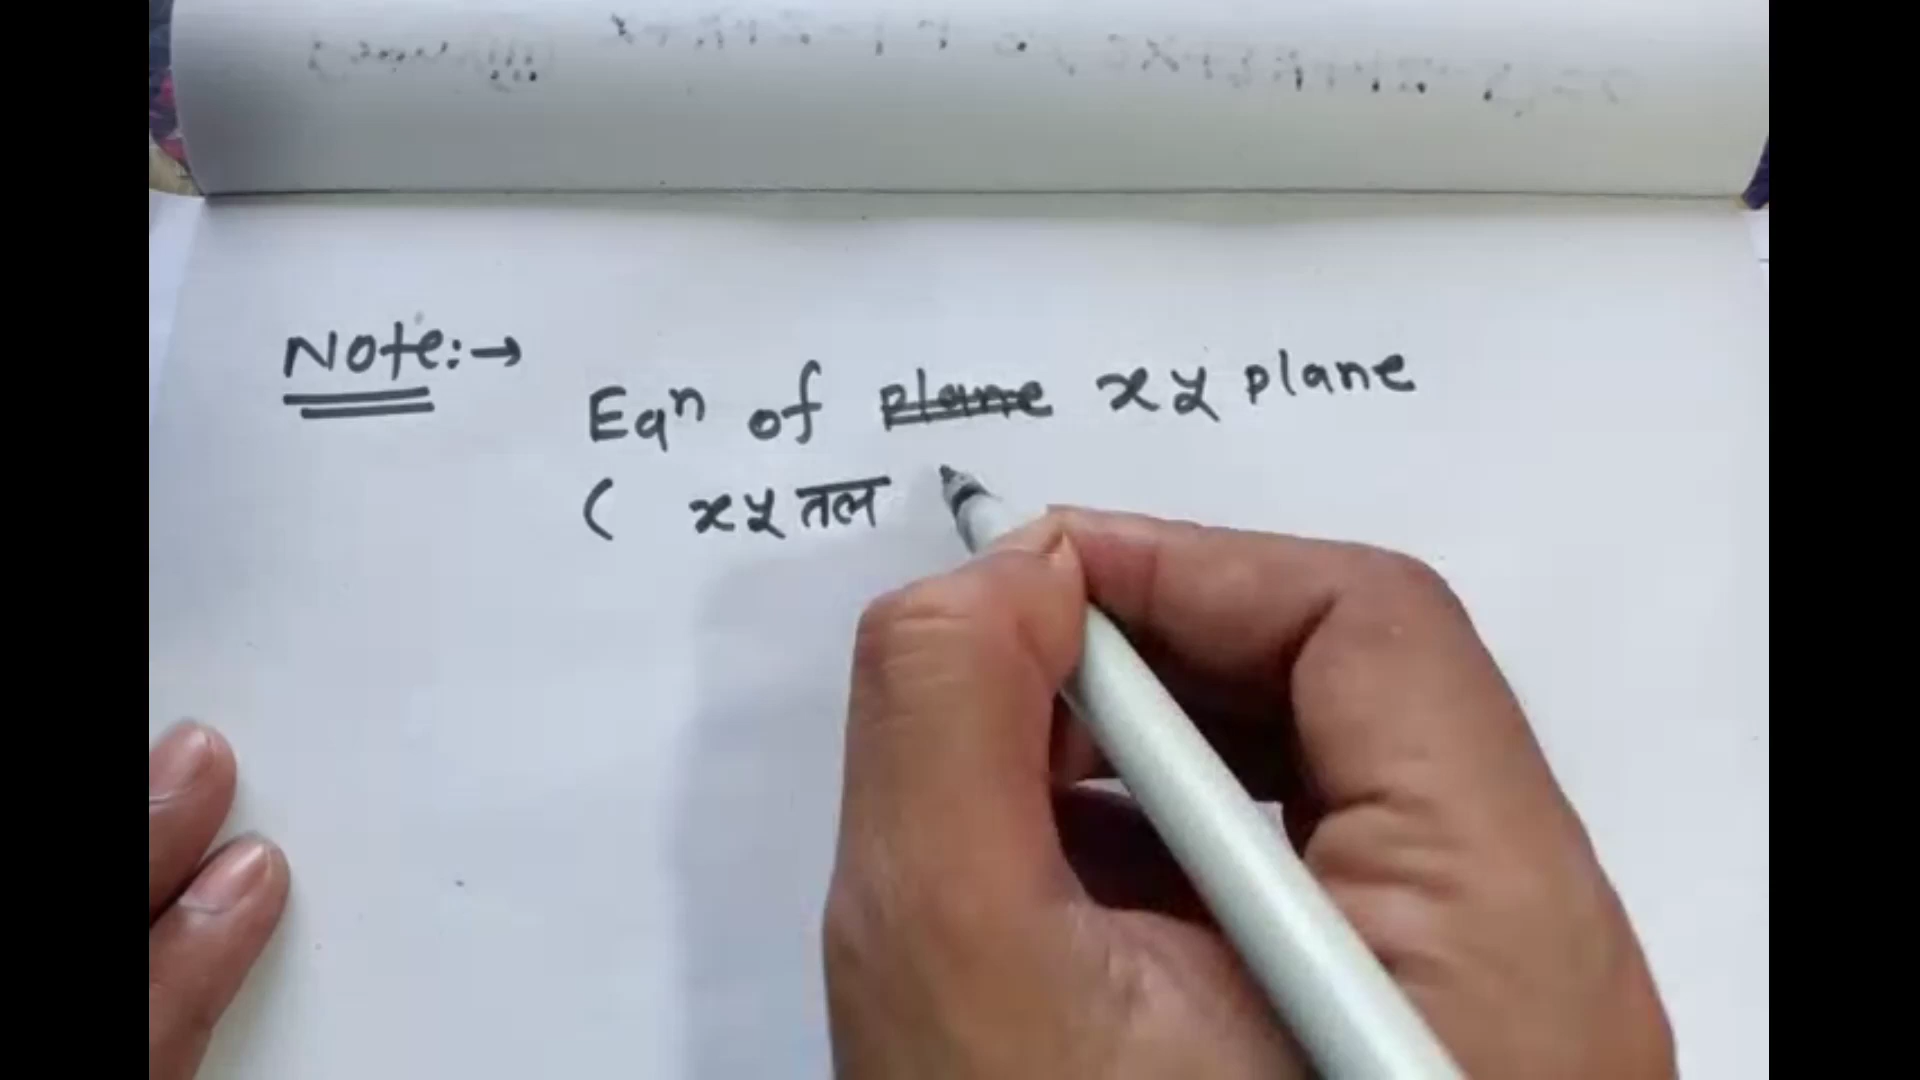 Note:→
Eqⁿ of plane xy plane
( xy तल